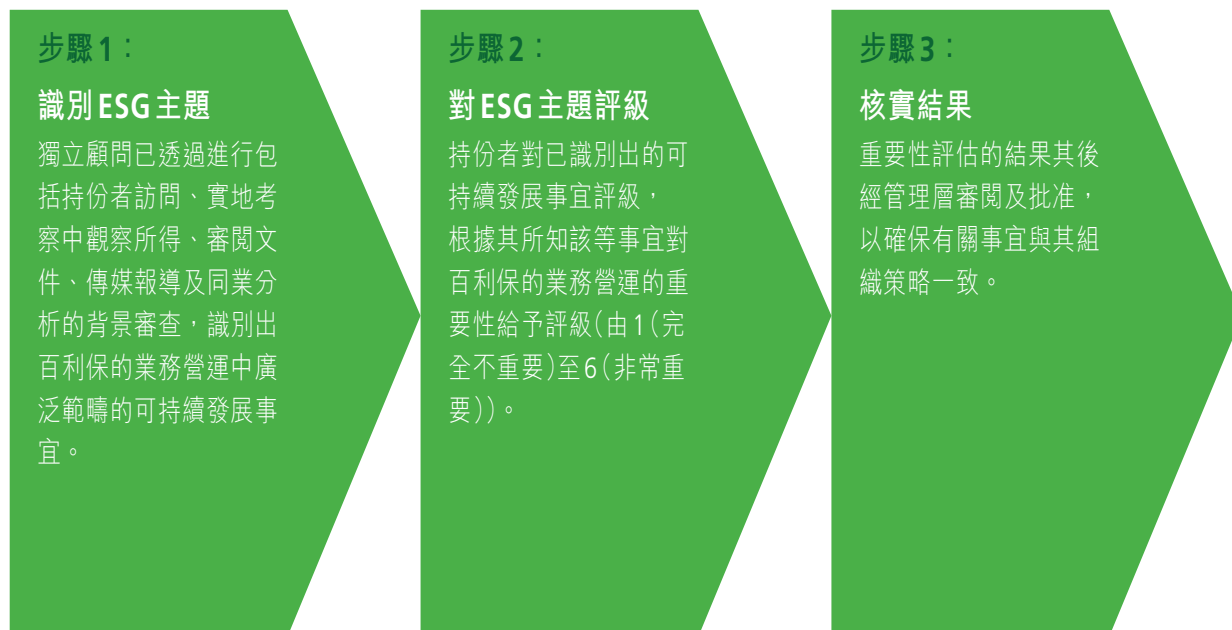 步驟1：
識別ESG主題
獨立顧問已透過進行包
括持份者訪問、實地考
察中觀察所得、審閱文
件、傳媒報導及同業分
析的背景審查，識別出
百利保的業務營運中廣
泛範疇的可持續發展事
宜。
步驟2：
對ESG主題評級
持份者對已識別出的可
持續發展事宜評級，
根據其所知該等事宜對
百利保的業務營運的重
要性給予評級(由1(完
全不重要)至6(非常重
要))。
步驟3：
核實結果
重要性評估的結果其後
經管理層審閱及批准，
以確保有關事宜與其組
織策略一致。